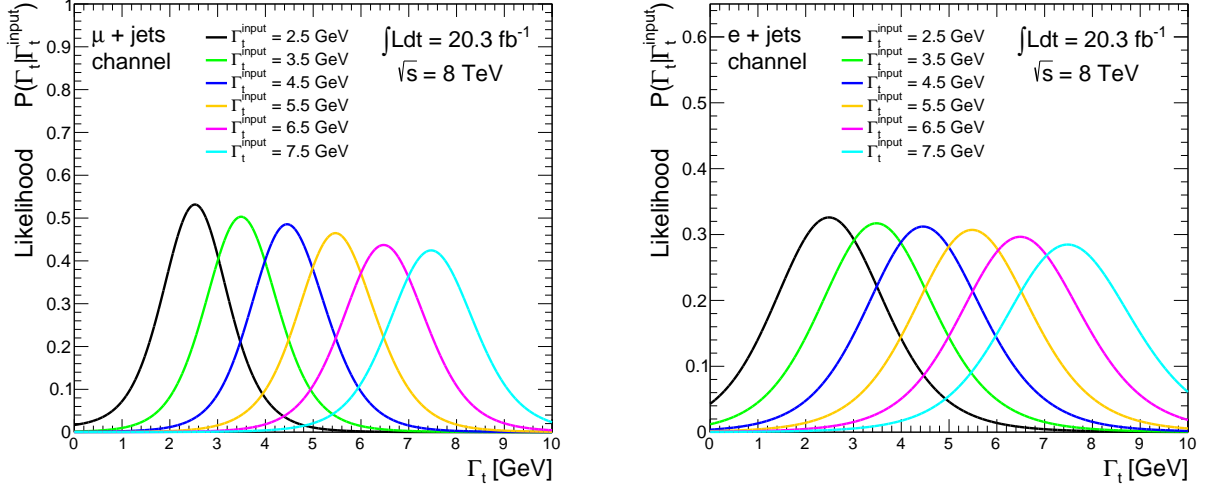 μ + jets
channel
Γ_t^input = 2.5 GeV
Γ_t^input = 3.5 GeV
Γ_t^input = 4.5 GeV
Γ_t^input = 5.5 GeV
Γ_t^input = 6.5 GeV
Γ_t^input = 7.5 GeV
∫Ldt = 20.3 fb⁻¹
√s = 8 TeV
Likelihood P(Γ_t|Γ_t^input)
1
0.9
0.8
0.7
0.6
0.5
0.4
0.3
0.2
0.1
0
0 1 2 3 4 5 6 7 8 9 10
Γ_t [GeV]
e + jets
channel
Γ_t^input = 2.5 GeV
Γ_t^input = 3.5 GeV
Γ_t^input = 4.5 GeV
Γ_t^input = 5.5 GeV
Γ_t^input = 6.5 GeV
Γ_t^input = 7.5 GeV
∫Ldt = 20.3 fb⁻¹
√s = 8 TeV
Likelihood P(Γ_t|Γ_t^input)
0.6
0.5
0.4
0.3
0.2
0.1
0
0 1 2 3 4 5 6 7 8 9 10
Γ_t [GeV]